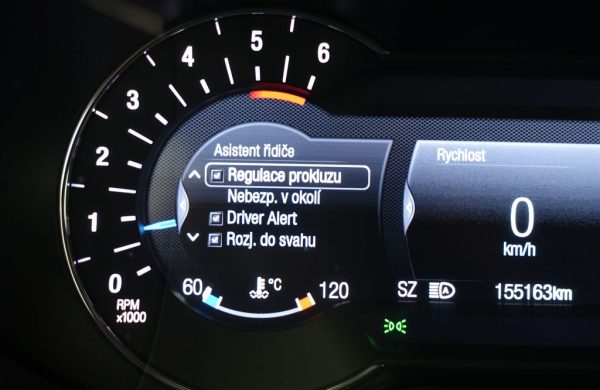 0
1
2
3
4
5
6
RPM
x1000
Asistent řidiče
Regulace prokluzu
Nebezp. v okolí
Driver Alert
Rozj. do svahu
60 °C 120
Rychlost
0
km/h
SZ A 155163km